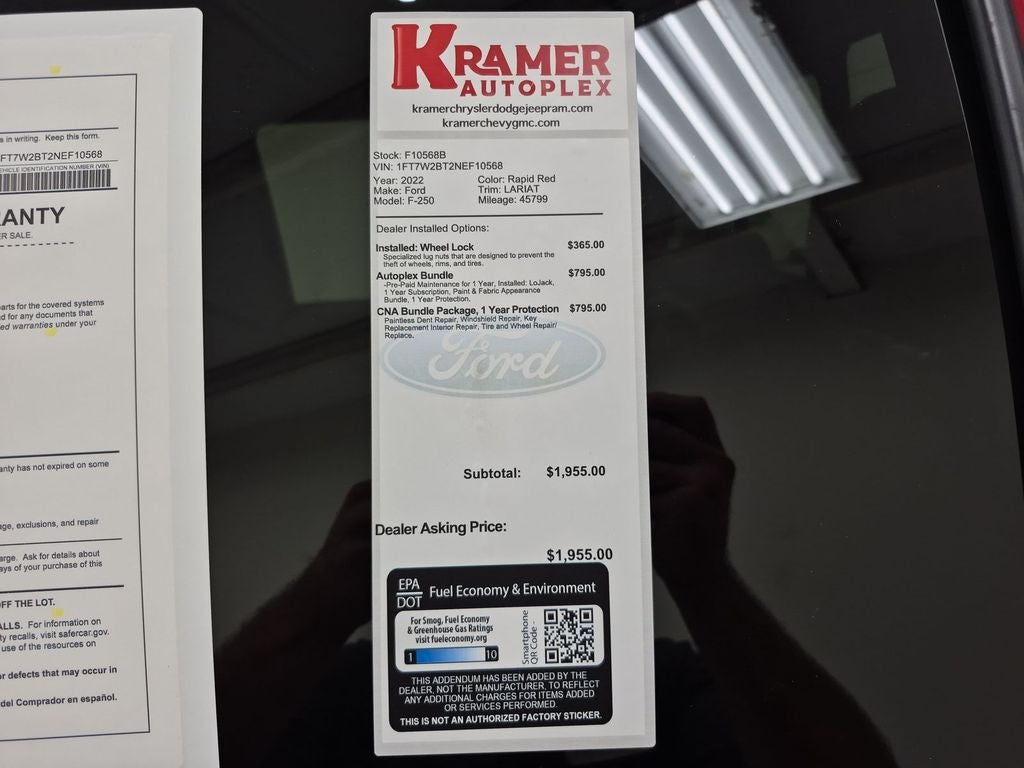 s in writing. Keep this form.
FT7W2BT2NEF10568
VEHICLE IDENTIFICATION NUMBER (VIN)
RANTY
ER SALE.
arts for the covered systems
d for any documents that
ed warranties under your
anty has not expired on some
age, exclusions, and repair
arge. Ask for details about
ays of your purchase of this
FF THE LOT.
ALLS. For information on
ty recalls, visit safercar.gov.
use of the resources on
r defects that may occur in
del Comprador en español.
KRAMER
AUTOPLEX
kramerchryslerdodgejeepram.com
kramerchevygmc.com
Stock: F10568B
VIN: 1FT7W2BT2NEF10568
Year: 2022 Color: Rapid Red
Make: Ford Trim: LARIAT
Model: F-250 Mileage: 45799
Dealer Installed Options:
Installed: Wheel Lock $365.00
Specialized lug nuts that are designed to prevent the
theft of wheels, rims, and tires.
Autoplex Bundle $795.00
-Pre-Paid Maintenance for 1 Year, Installed: LoJack,
1 Year Subscription, Paint & Fabric Appearance
Bundle, 1 Year Protection.
CNA Bundle Package, 1 Year Protection $795.00
Paintless Dent Repair, Windshield Repair, Key
Replacement Interior Repair, Tire and Wheel Repair/
Replace.
Ford
Subtotal: $1,955.00
Dealer Asking Price:
$1,955.00
EPA
DOT
Fuel Economy & Environment
For Smog, Fuel Economy
& Greenhouse Gas Ratings
visit fueleconomy.org
1 10
Smartphone
QR Code -
THIS ADDENDUM HAS BEEN ADDED BY THE
DEALER, NOT THE MANUFACTURER, TO REFLECT
ANY ADDITIONAL CHARGES FOR ITEMS ADDED
OR SERVICES PERFORMED.
THIS IS NOT AN AUTHORIZED FACTORY STICKER.